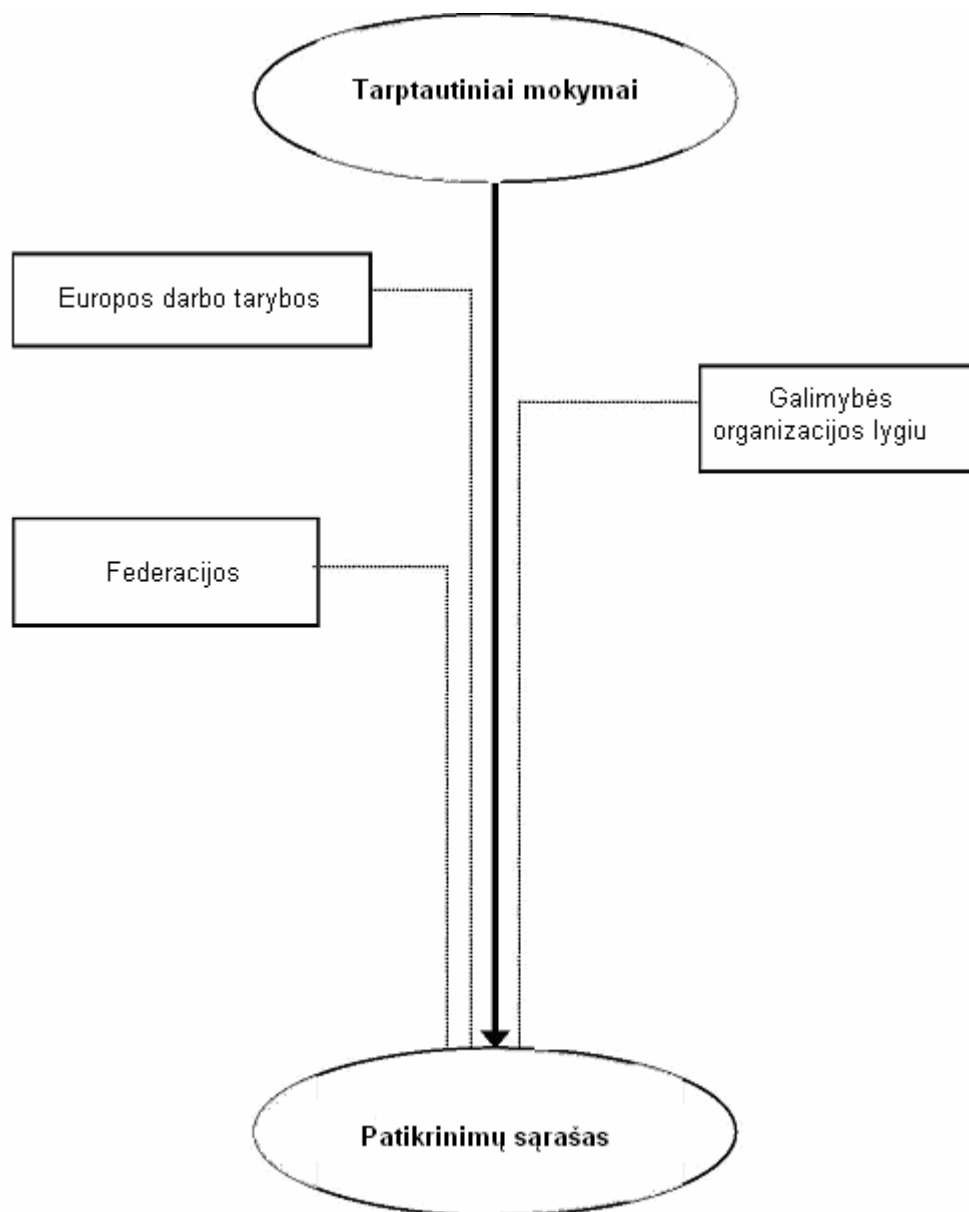 Tarptautiniai mokymai
Europos darbo tarybos
Galimybės
organizacijos lygiu
Federacijos
Patikrinimų sąrašas